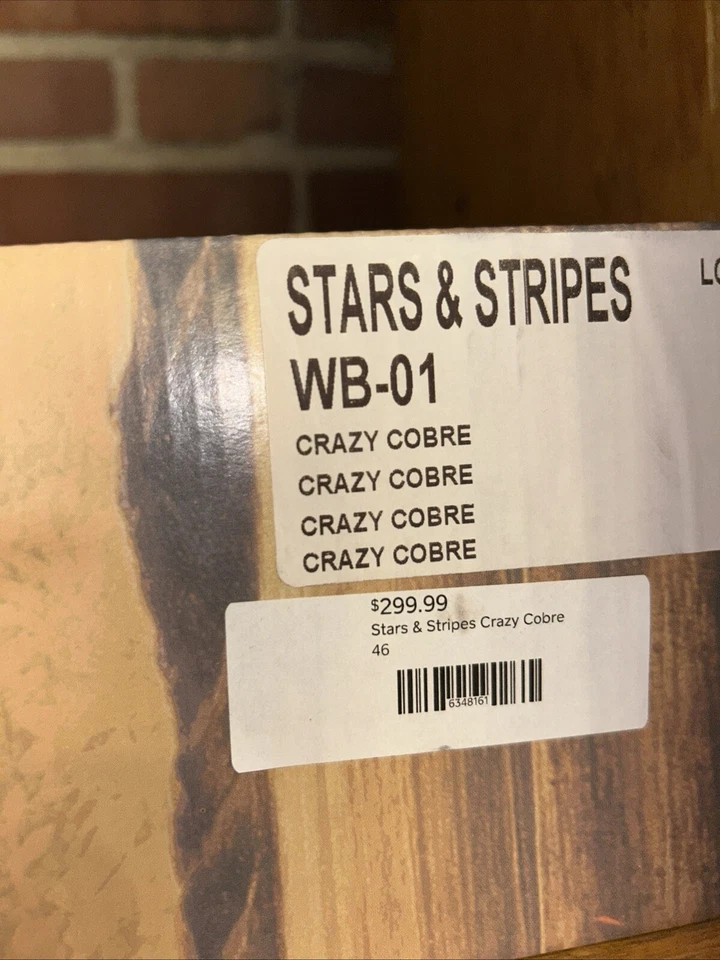 STARS & STRIPES
WB-01
CRAZY COBRE
CRAZY COBRE
CRAZY COBRE
CRAZY COBRE
$299.99
Stars & Stripes Crazy Cobre
46
6348161